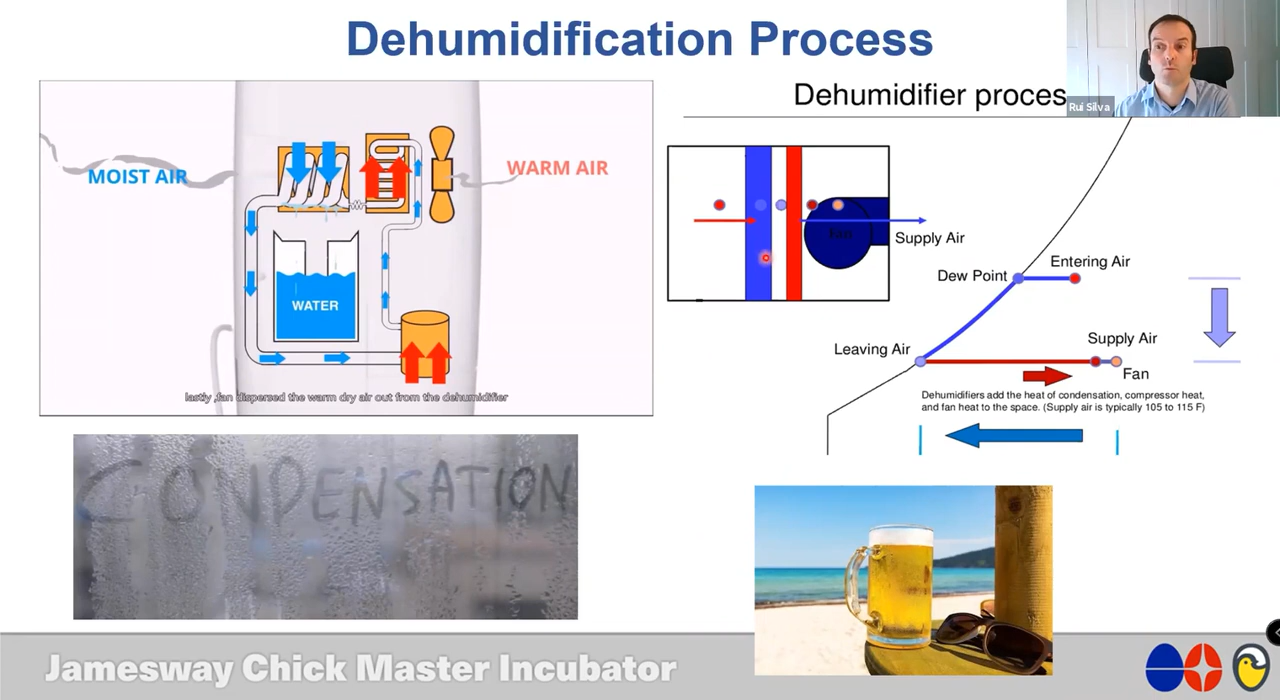 Dehumidification Process
Rui Silva
MOIST AIR
WARM AIR
WATER
lastly ,fan dispersed the warm dry air out from the dehumidifier
Dehumidifier proces
Fan
Supply Air
Entering Air
Dew Point
Leaving Air
Supply Air
Fan
Dehumidifiers add the heat of condensation, compressor heat,
and fan heat to the space. (Supply air is typically 105 to 115 F)
CONDENSATION
Jamesway Chick Master Incubator